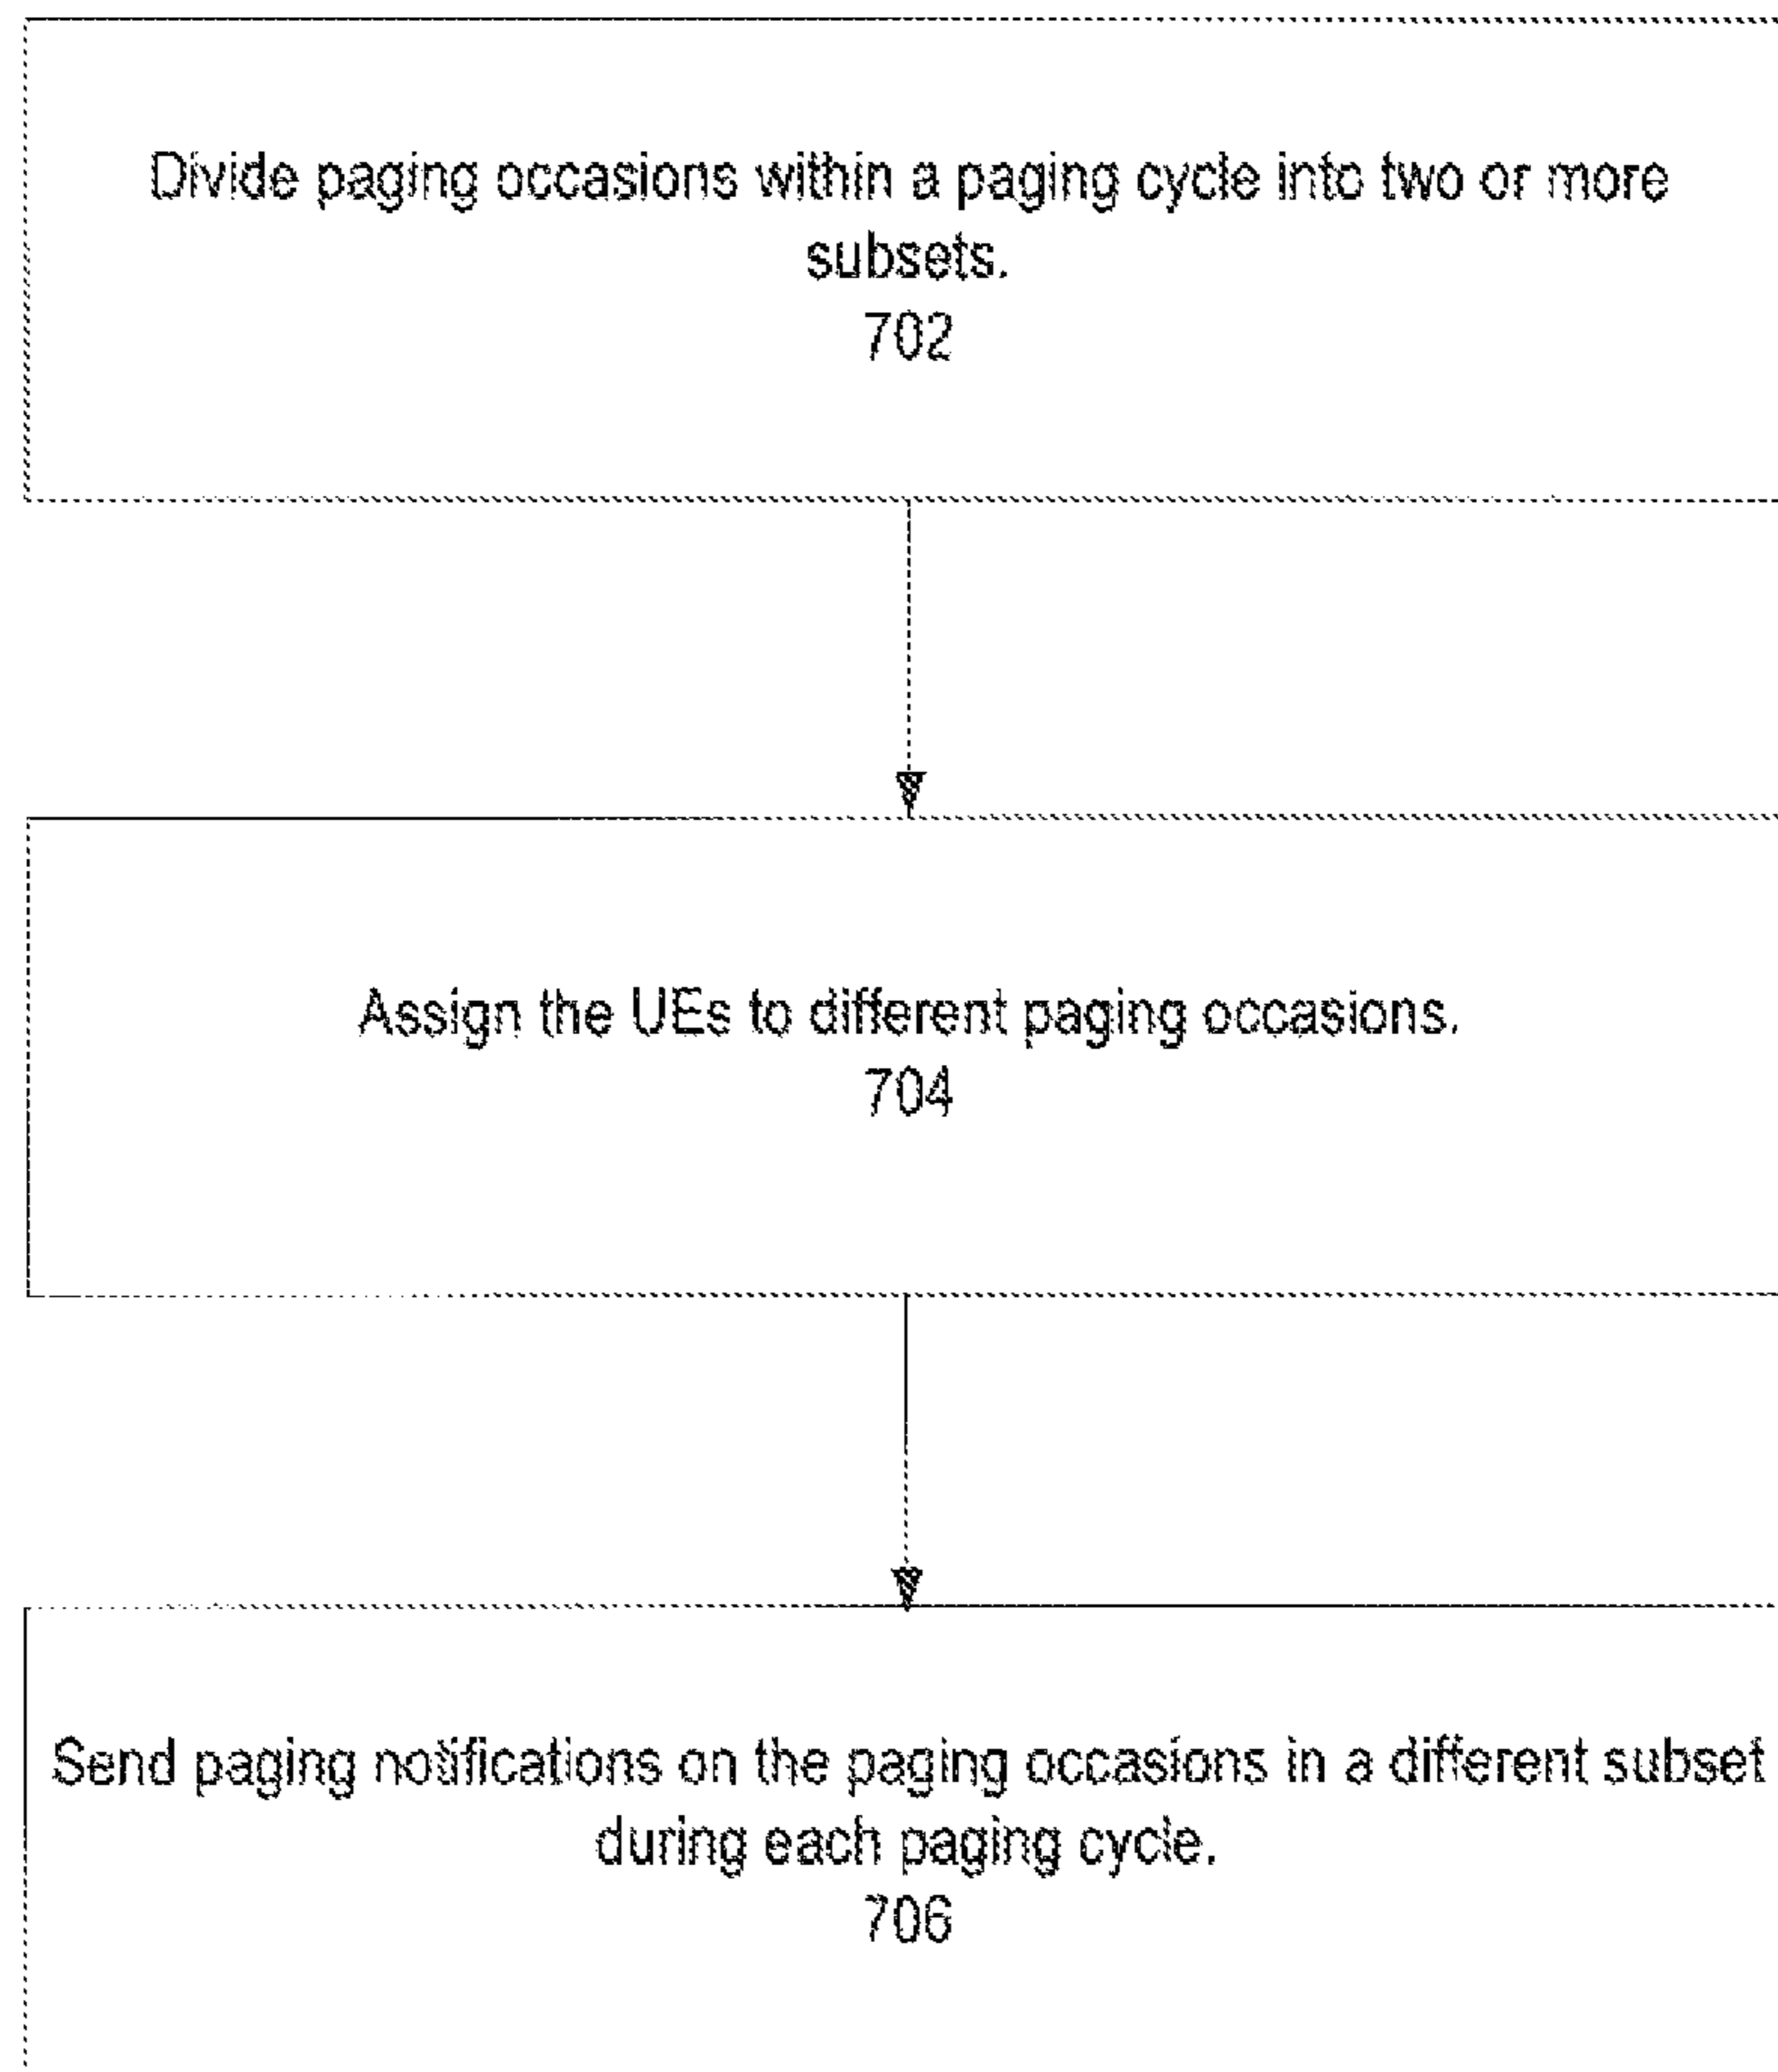 Divide paging occasions within a paging cycle into two or more
subsets.
702
Assign the UEs to different paging occasions.
704
Send paging notifications on the paging occasions in a different subset
during each paging cycle.
706